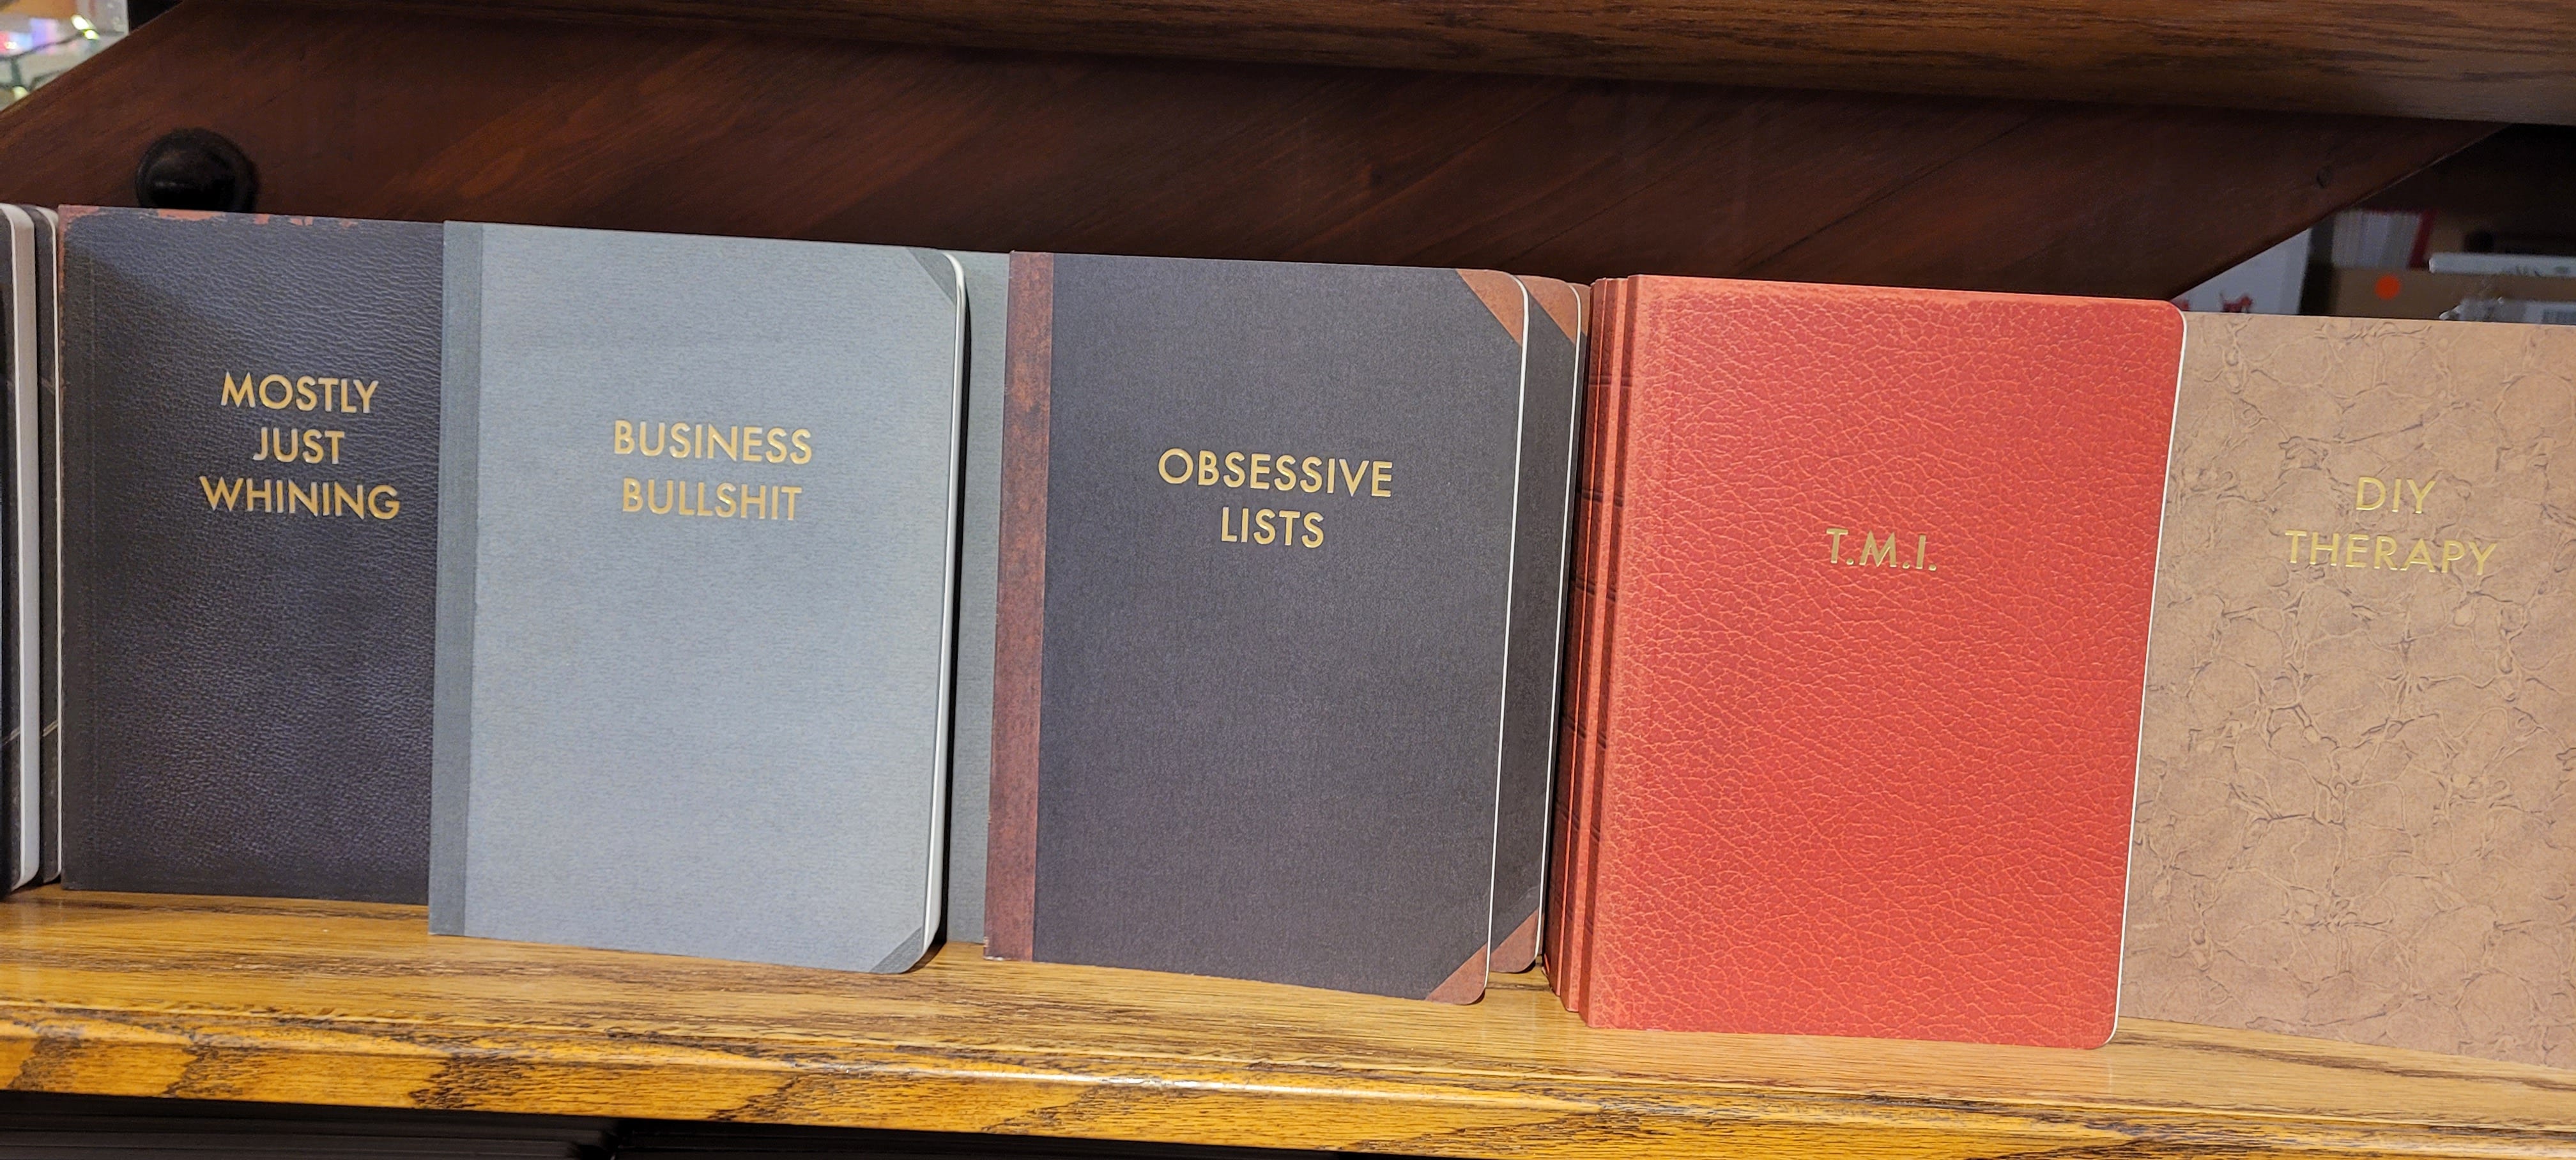 MOSTLY
JUST
WHINING
BUSINESS
BULLSHIT
OBSESSIVE
LISTS
T.M.I.
DIY
THERAPY